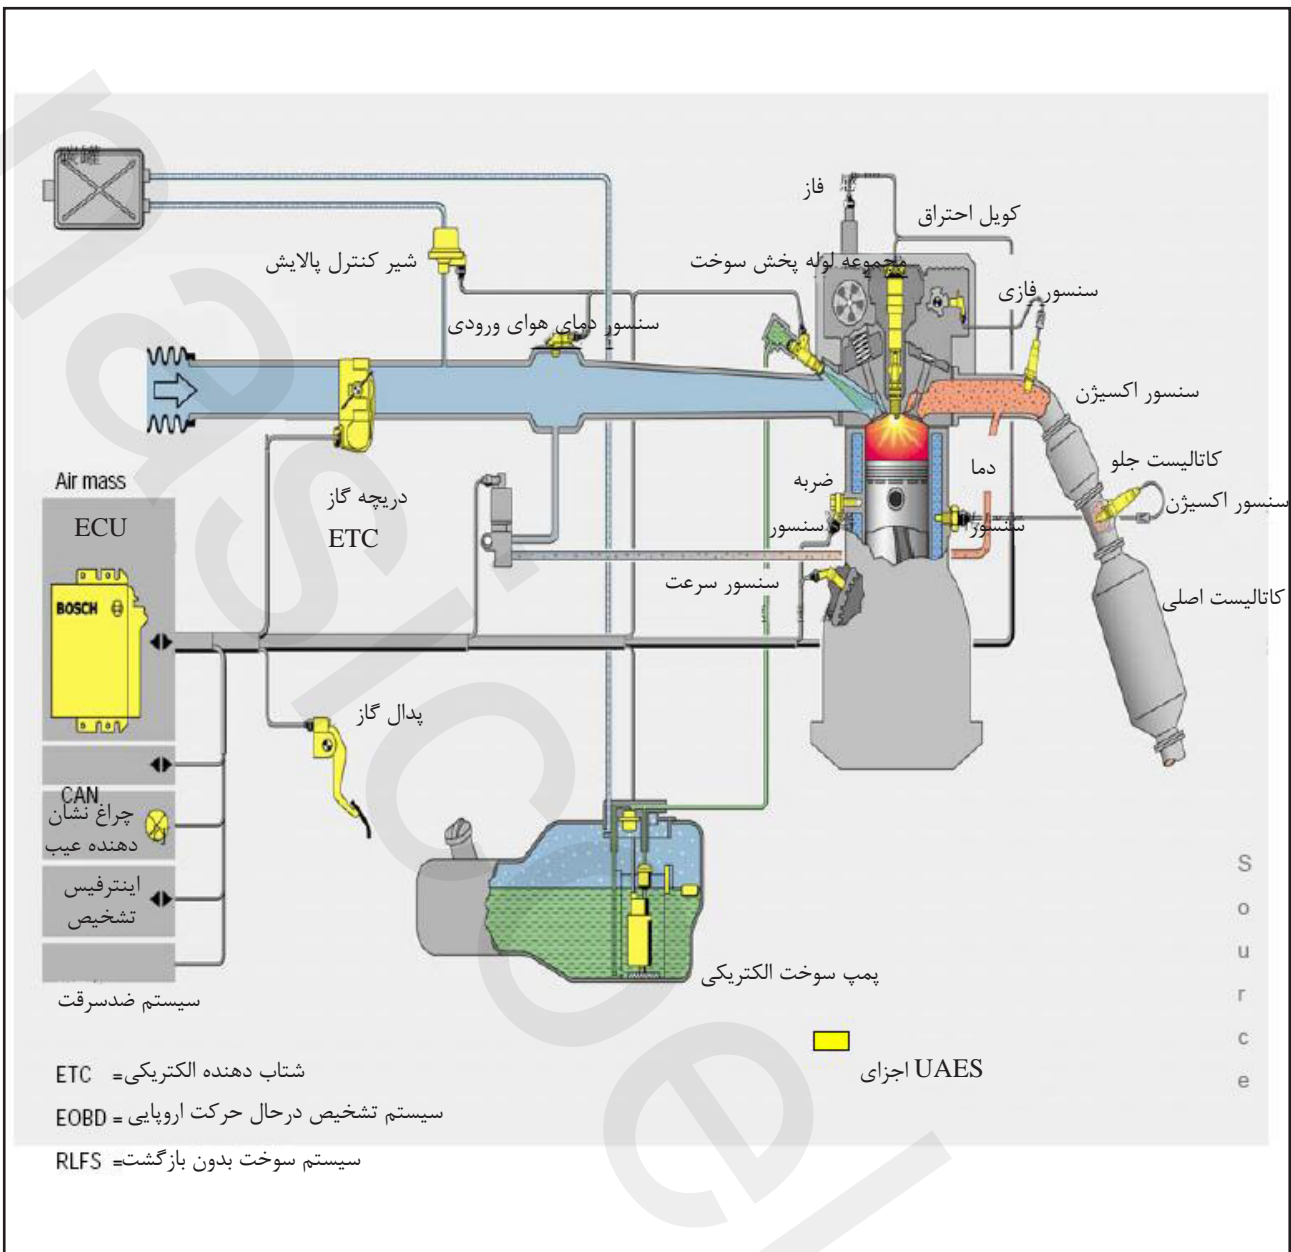 碳罐
فاز
کویل احتراق
شیر کنترل پالایش
مجموعه لوله پخش سوخت
سنسور فازی
سنسور دمای هوای ورودی
سنسور اکسیژن
کاتالیست جلو
دما
ضربه
Air mass
دریچه گاز
سنسور اکسیژن
ECU
ETC
سنسور
سنسور
سنسور سرعت
کاتالیست اصلی
BOSCH
پدال گاز
CAN
چراغ نشان
دهنده عیب
اینترفیس
تشخیص
پمپ سوخت الکتریکی
سیستم ضدسرقت
اجزای UAES
ETC =شتاب دهنده الکتریکی
EOBD =سیستم تشخیص درحال حرکت اروپایی
RLFS =سیستم سوخت بدون بازگشت
S
o
u
r
c
e